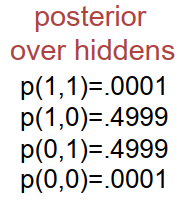 posterior
over hiddens
p(1,1)=.0001
p(1,0)=.4999
p(0,1)=.4999
p(0,0)=.0001